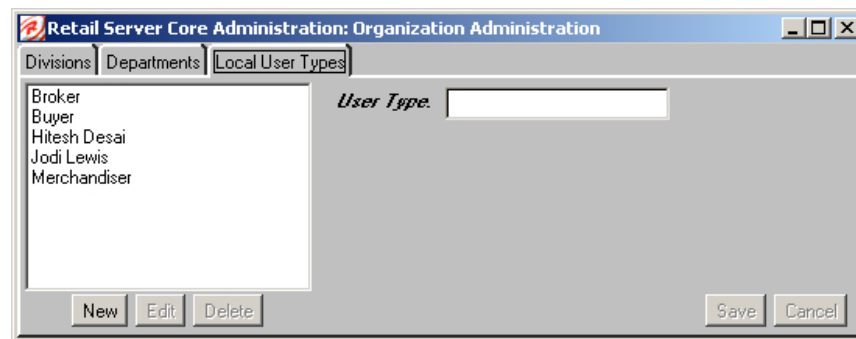 Retail Server Core Administration: Organization Administration
Divisions Departments Local User Types
Broker
Buyer
Hitesh Desai
Jodi Lewis
Merchandiser
User Type:
New Edit Delete
Save Cancel